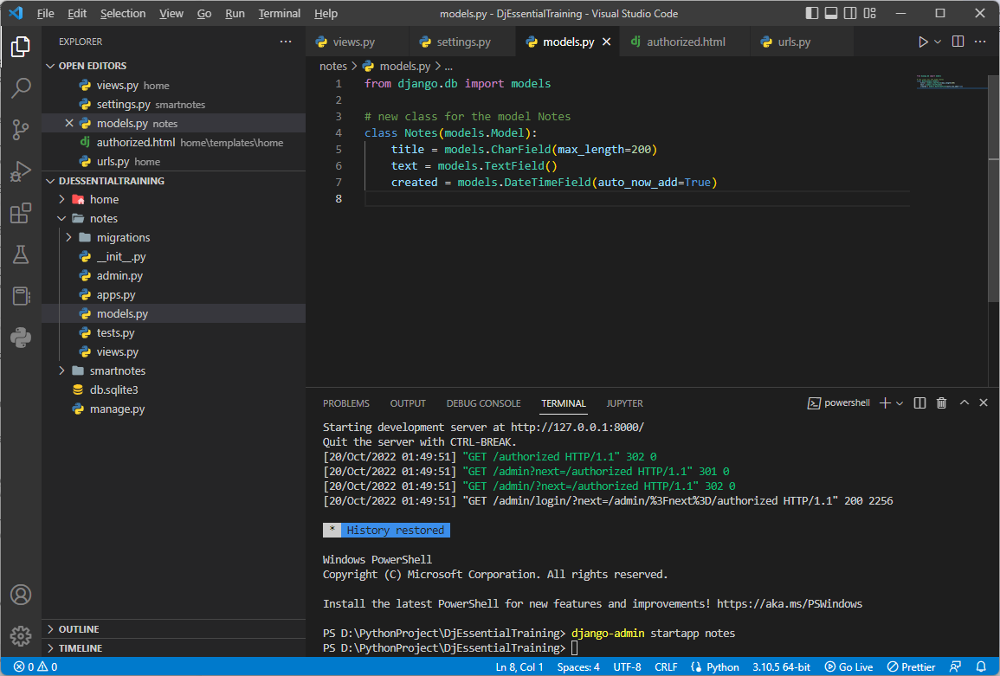 File Edit Selection View Go Run Terminal Help models.py - DjEssentialTraining - Visual Studio Code
EXPLORER
OPEN EDITORS
views.py home
settings.py smartnotes
models.py notes
authorized.html home\templates\home
urls.py home
DJESSENTIALTRAINING
home
notes
migrations
__init__.py
admin.py
apps.py
models.py
tests.py
views.py
smartnotes
db.sqlite3
manage.py
OUTLINE
TIMELINE
views.py settings.py models.py authorized.html urls.py
notes > models.py > ...
1 from django.db import models
2
3 # new class for the model Notes
4 class Notes(models.Model):
5     title = models.CharField(max_length=200)
6     text = models.TextField()
7     created = models.DateTimeField(auto_now_add=True)
8
PROBLEMS OUTPUT DEBUG CONSOLE TERMINAL JUPYTER powershell
Starting development server at http://127.0.0.1:8000/
Quit the server with CTRL-BREAK.
[20/Oct/2022 01:49:51] "GET /authorized HTTP/1.1" 302 0
[20/Oct/2022 01:49:51] "GET /admin?next=/authorized HTTP/1.1" 301 0
[20/Oct/2022 01:49:51] "GET /admin/?next=/authorized HTTP/1.1" 302 0
[20/Oct/2022 01:49:51] "GET /admin/login/?next=/admin/%3Fnext%3D/authorized HTTP/1.1" 200 2256
* History restored
Windows PowerShell
Copyright (C) Microsoft Corporation. All rights reserved.
Install the latest PowerShell for new features and improvements! https://aka.ms/PSWindows
PS D:\PythonProject\DjEssentialTraining> django-admin startapp notes
PS D:\PythonProject\DjEssentialTraining>
0 0 Ln 8, Col 1 Spaces: 4 UTF-8 CRLF Python 3.10.5 64-bit Go Live Prettier